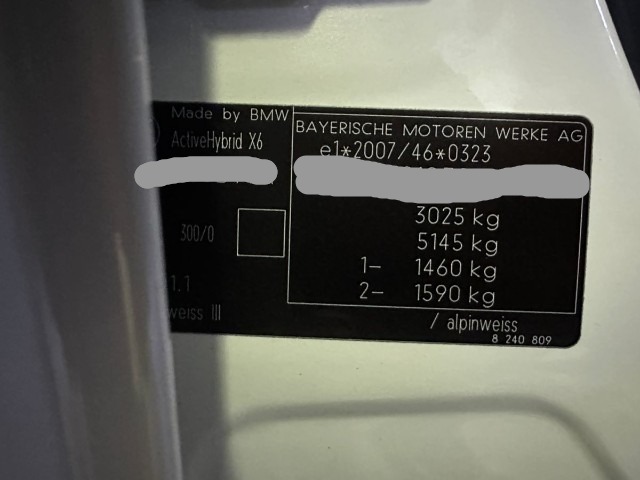 Made by BMW
ActiveHybrid X6
BAYERISCHE MOTOREN WERKE AG
e1*2007/46*0323
3025 kg
5145 kg
1- 1460 kg
2- 1590 kg
300/0
1.1
weiss III
/ alpinweiss
8 240 809